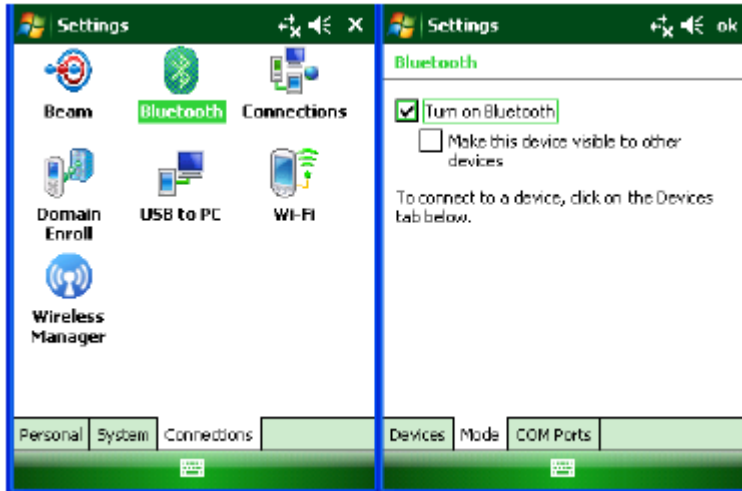 Settings
Beam
Bluetooth
Connections
Domain
Enroll
USB to PC
Wi-Fi
Wireless
Manager
Personal
System
Connections
Settings
ok
Bluetooth
Turn on Bluetooth
Make this device visible to other
devices
To connect to a device, click on the Devices
tab below.
Devices
Mode
COM Ports